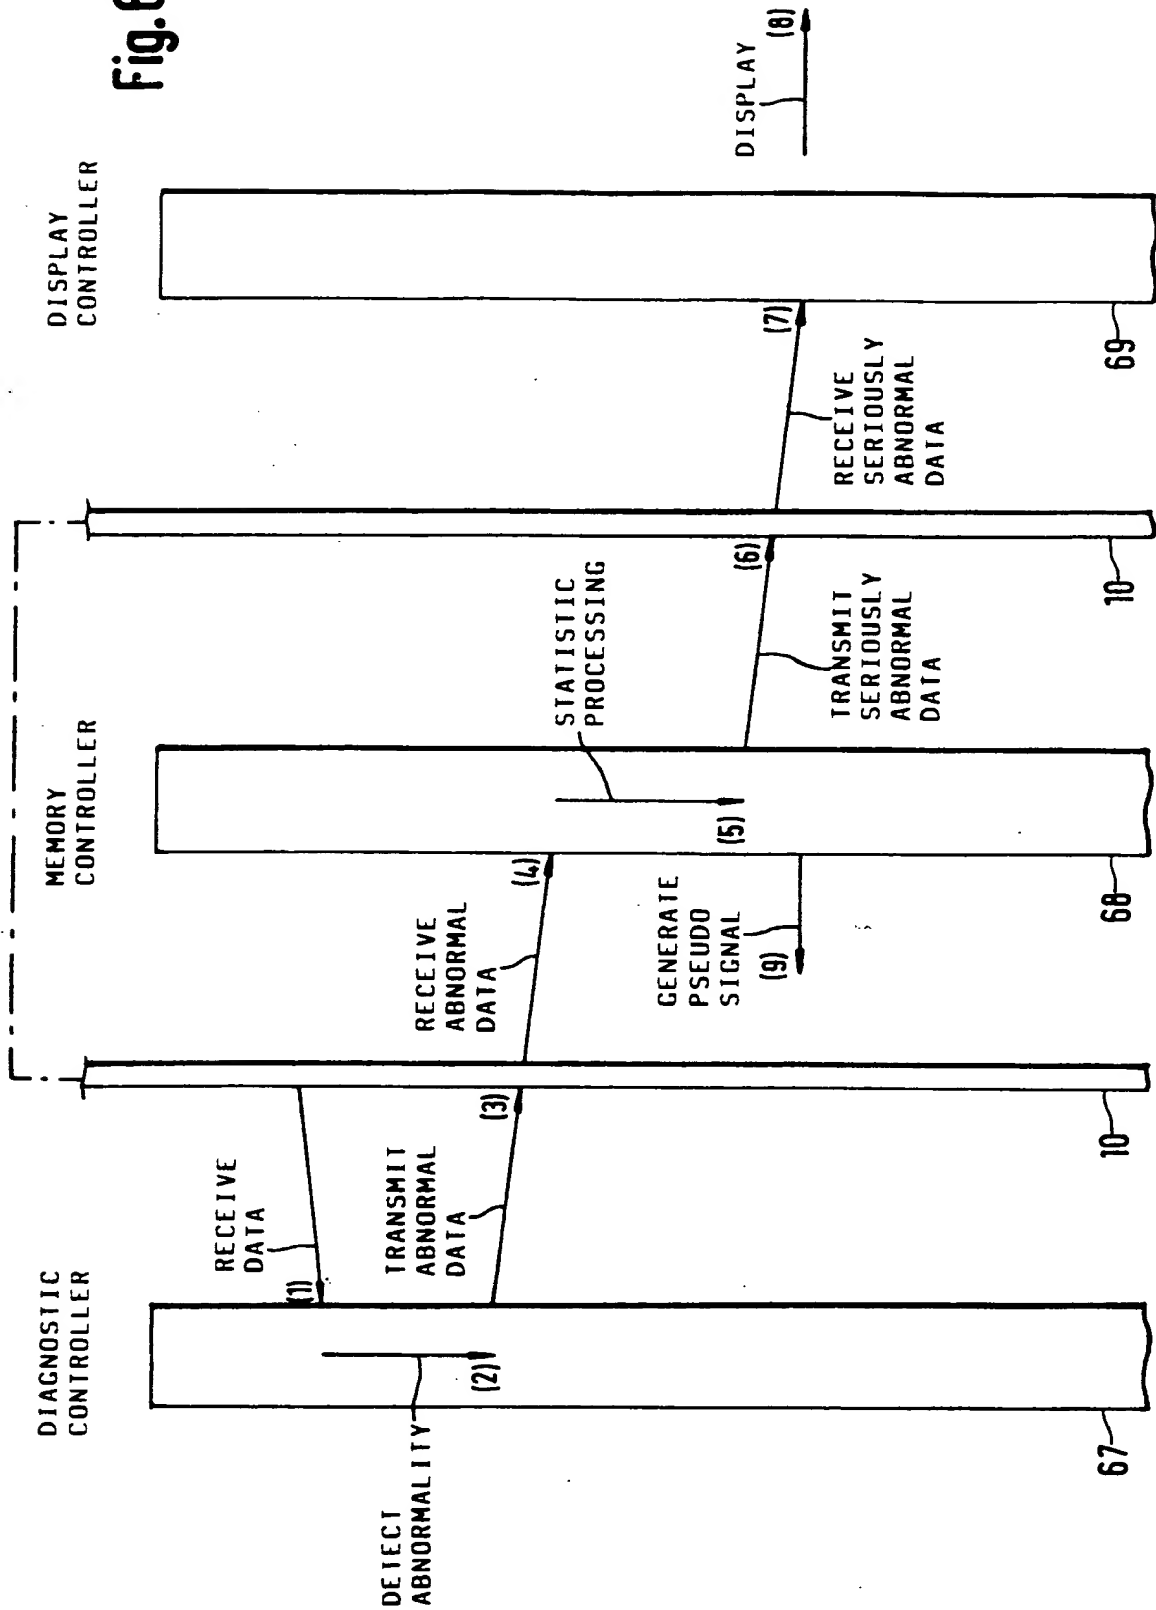 Fig.6
DIAGNOSTIC
CONTROLLER
MEMORY
CONTROLLER
DISPLAY
CONTROLLER
RECEIVE
DATA
(1)
DETECT
ABNORMALITY
(2)
TRANSMIT
ABNORMAL
DATA
(3)
RECEIVE
ABNORMAL
DATA
(4)
STATISTIC
PROCESSING
(5)
GENERATE
PSEUDO
SIGNAL
(9)
TRANSMIT
SERIOUSLY
ABNORMAL
DATA
(6)
RECEIVE
SERIOUSLY
ABNORMAL
DATA
(7)
DISPLAY
(8)
67
10
68
10
69